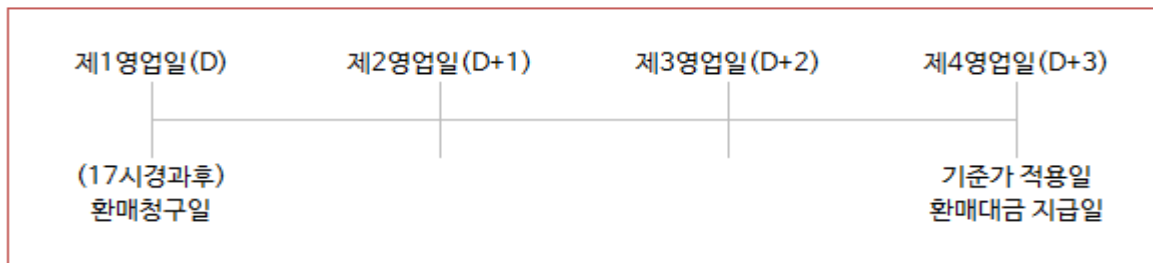 제1영업일(D) 제2영업일(D+1) 제3영업일(D+2) 제4영업일(D+3)
(17시경과후) 기준가 적용일
환매청구일 환매대금 지급일